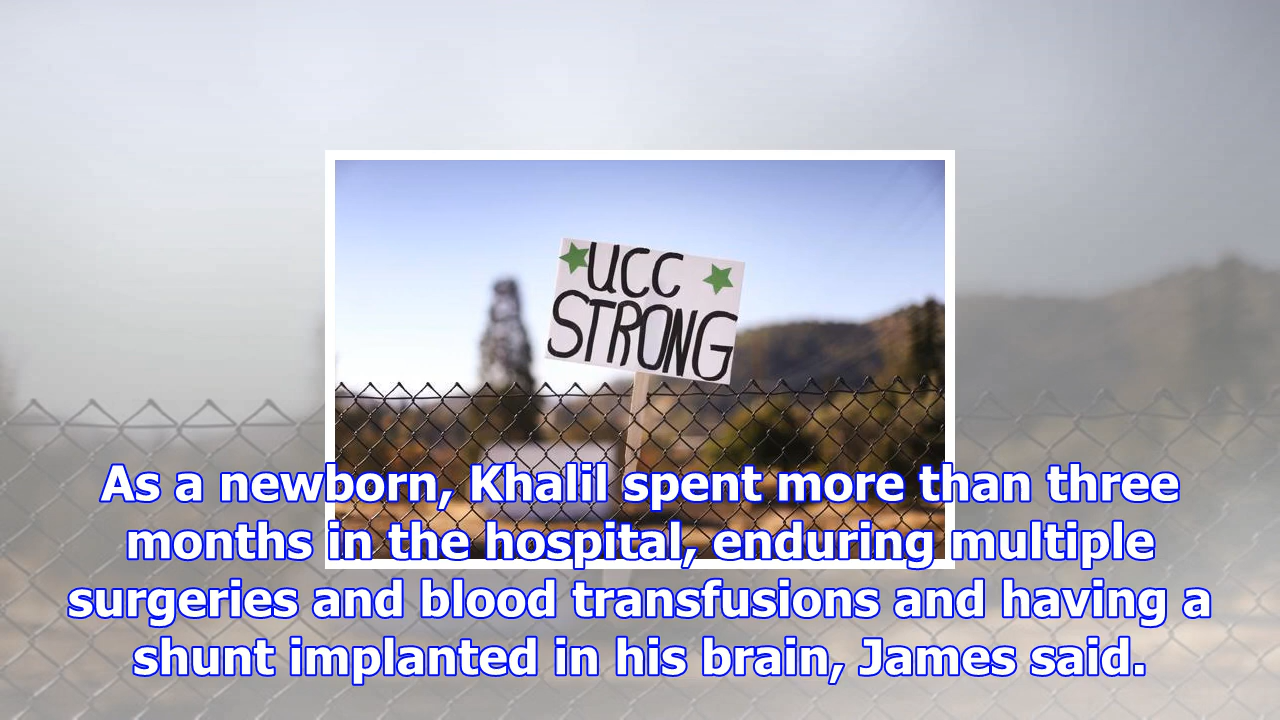 UCC
STRONG
As a newborn, Khalil spent more than three
months in the hospital, enduring multiple
surgeries and blood transfusions and having a
shunt implanted in his brain, James said.